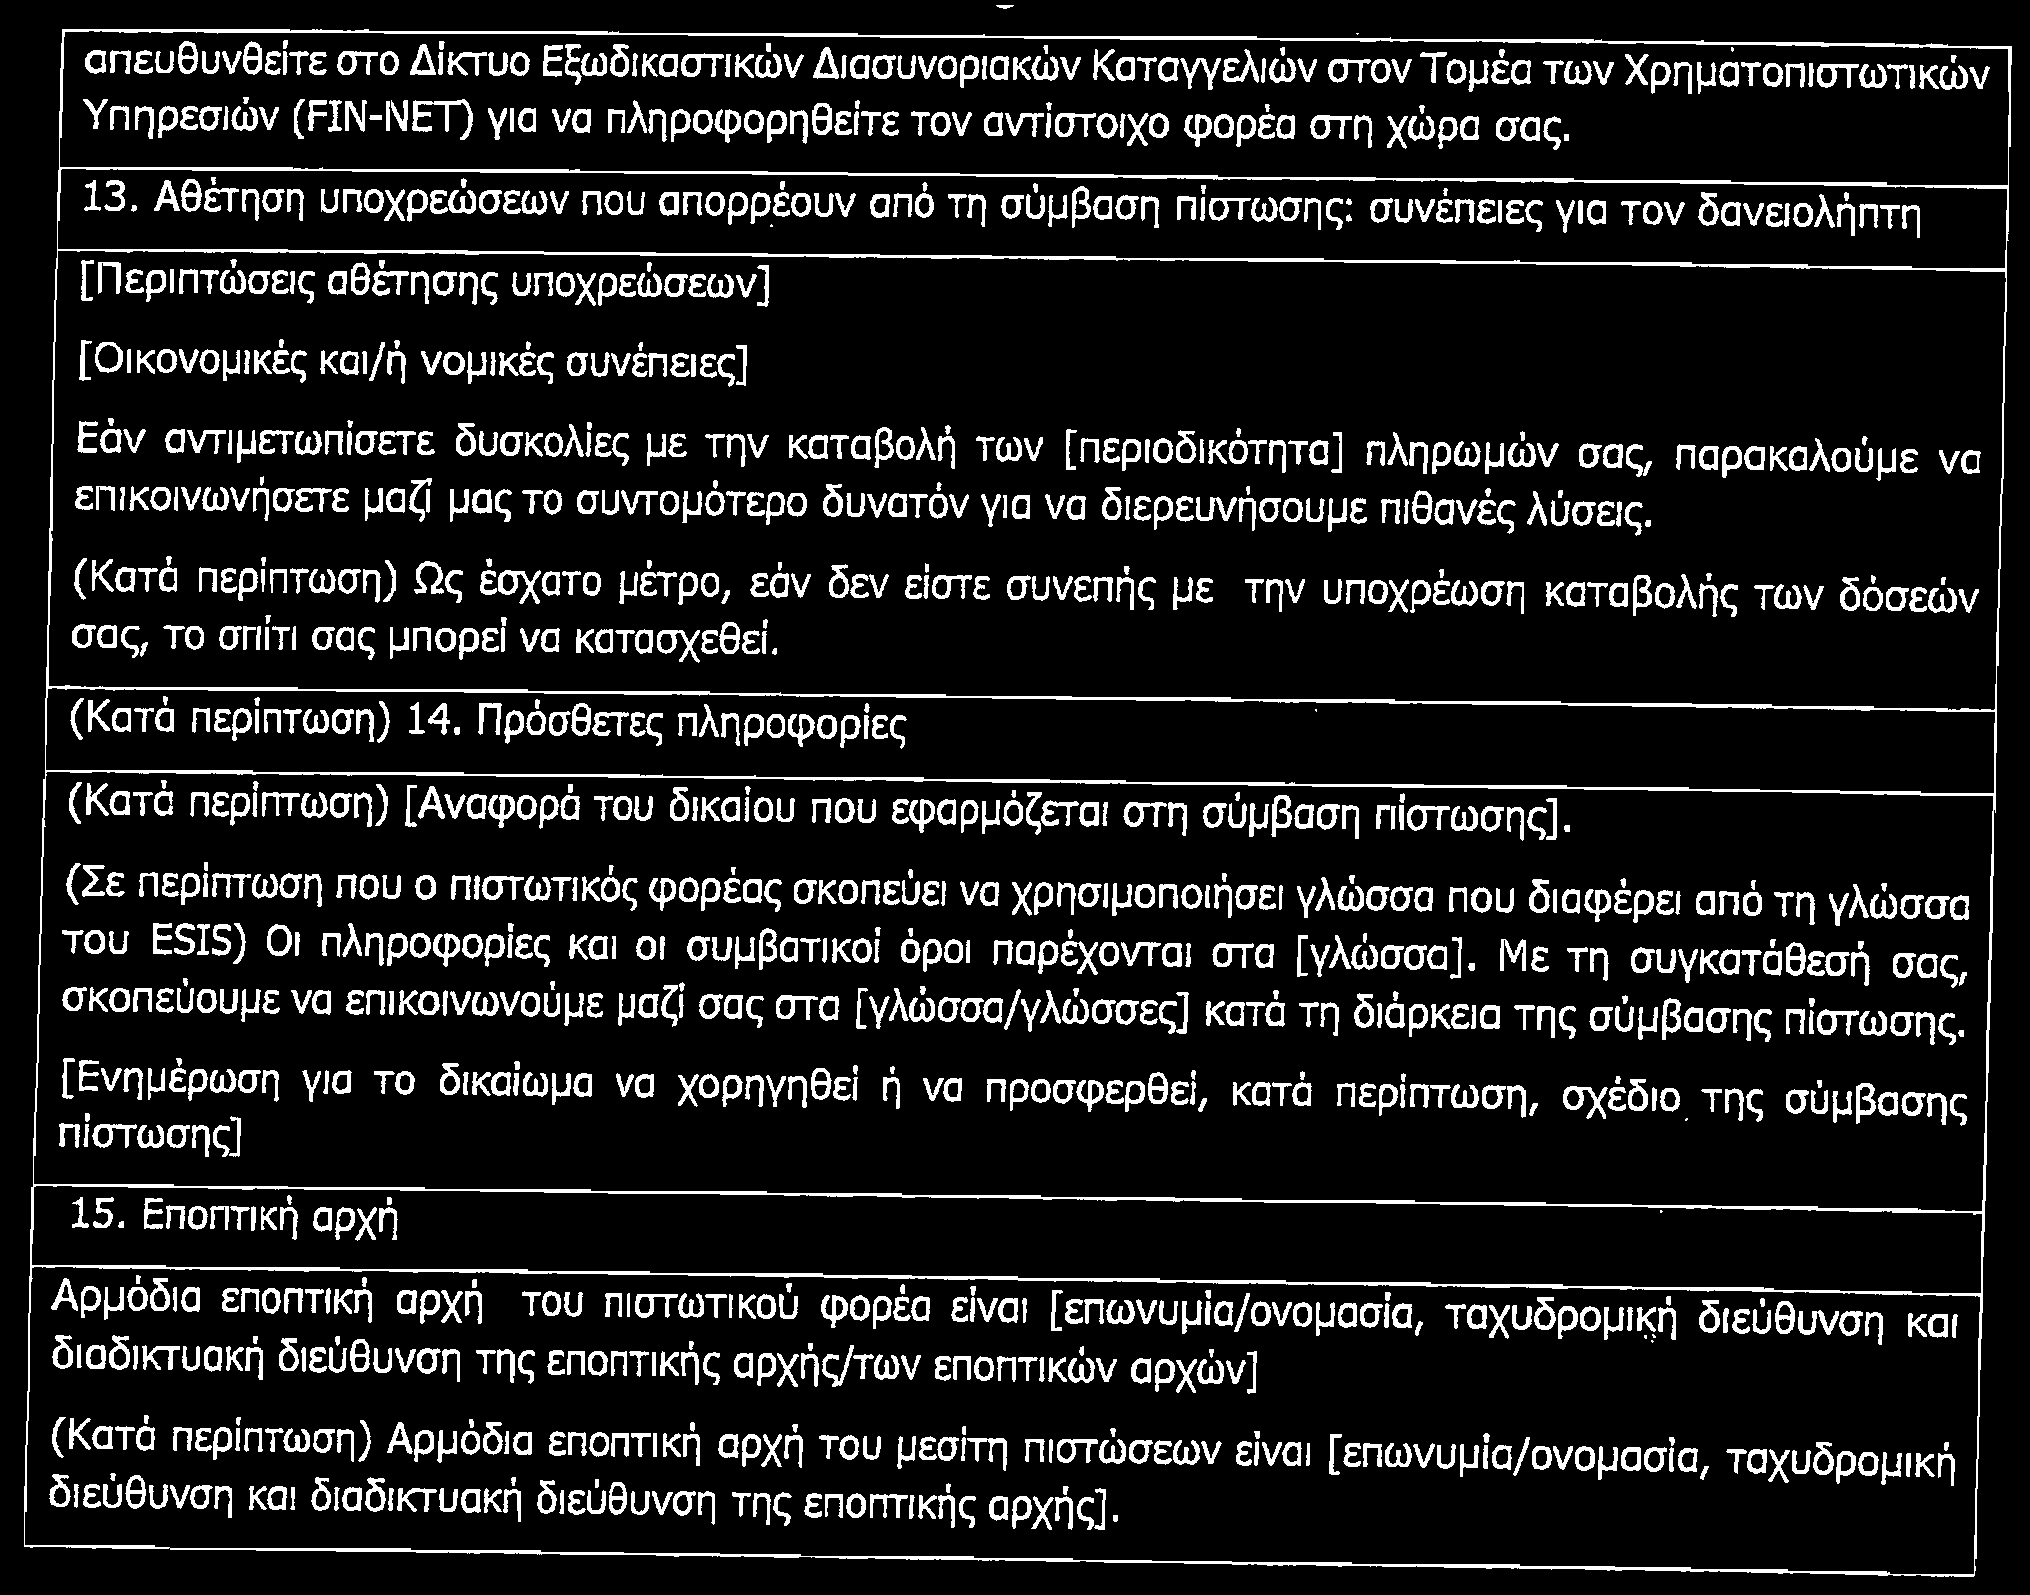 απευθυνθείτε στο Δίκτυο Εξωδικαστικών Διασυνοριακών Καταγγελιών στον Τομέα των Χρηματοπιστωτικών
Υπηρεσιών (FIN-NET) για να πληροφορηθείτε τον αντίστοιχο φορέα στη χώρα σας.
13. Αθέτηση υποχρεώσεων που απορρέουν από τη σύμβαση πίστωσης: συνέπειες για τον δανειολήπτη
[Περιπτώσεις αθέτησης υποχρεώσεων]
[Οικονομικές και/ή νομικές συνέπειες]
Εάν αντιμετωπίσετε δυσκολίες με την καταβολή των [περιοδικότητα] πληρωμών σας, παρακαλούμε να
επικοινωνήσετε μαζί μας το συντομότερο δυνατόν για να διερευνήσουμε πιθανές λύσεις.
(Κατά περίπτωση) Ως έσχατο μέτρο, εάν δεν είστε συνεπής με την υποχρέωση καταβολής των δόσεών
σας, το σπίτι σας μπορεί να κατασχεθεί.
(Κατά περίπτωση) 14. Πρόσθετες πληροφορίες
(Κατά περίπτωση) [Αναφορά του δικαίου που εφαρμόζεται στη σύμβαση πίστωσης].
(Σε περίπτωση που ο πιστωτικός φορέας σκοπεύει να χρησιμοποιήσει γλώσσα που διαφέρει από τη γλώσσα
του ESIS) Οι πληροφορίες και οι συμβατικοί όροι παρέχονται στα [γλώσσα]. Με τη συγκατάθεσή σας,
σκοπεύουμε να επικοινωνούμε μαζί σας στα [γλώσσα/γλώσσες] κατά τη διάρκεια της σύμβασης πίστωσης.
[Ενημέρωση για το δικαίωμα να χορηγηθεί ή να προσφερθεί, κατά περίπτωση, σχέδιο της σύμβασης
πίστωσης]
15. Εποπτική αρχή
Αρμόδια εποπτική αρχή του πιστωτικού φορέα είναι [επωνυμία/ονομασία, ταχυδρομική διεύθυνση και
διαδικτυακή διεύθυνση της εποπτικής αρχής/των εποπτικών αρχών]
(Κατά περίπτωση) Αρμόδια εποπτική αρχή του μεσίτη πιστώσεων είναι [επωνυμία/ονομασία, ταχυδρομική
διεύθυνση και διαδικτυακή διεύθυνση της εποπτικής αρχής].